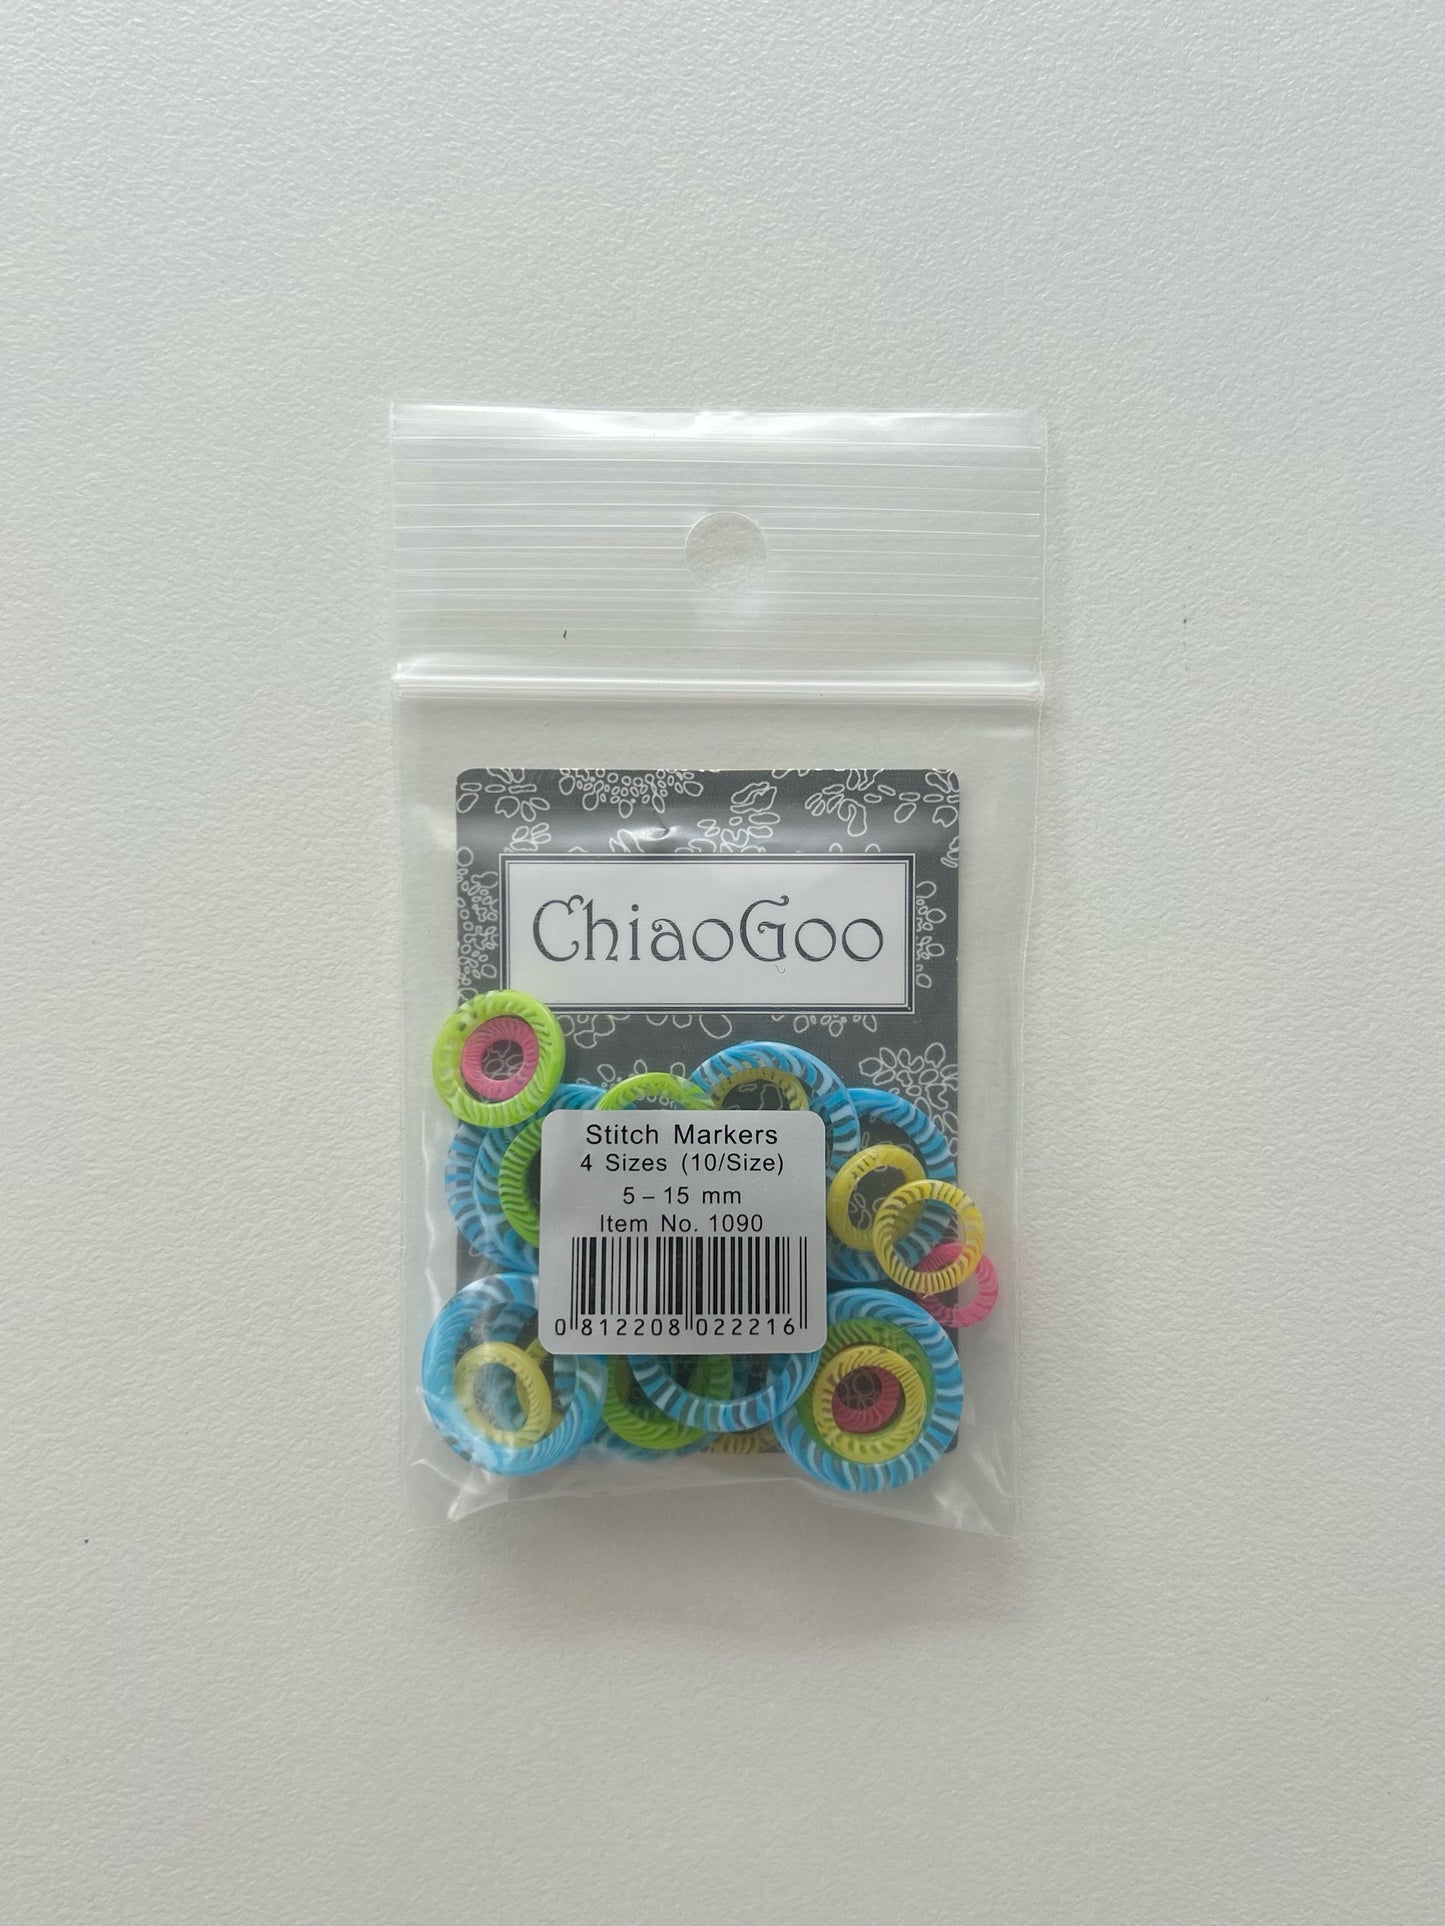 ChiaoGoo
Stitch Markers
4 Sizes (10/Size)
5 – 15 mm
Item No. 1090
0 812208 022216